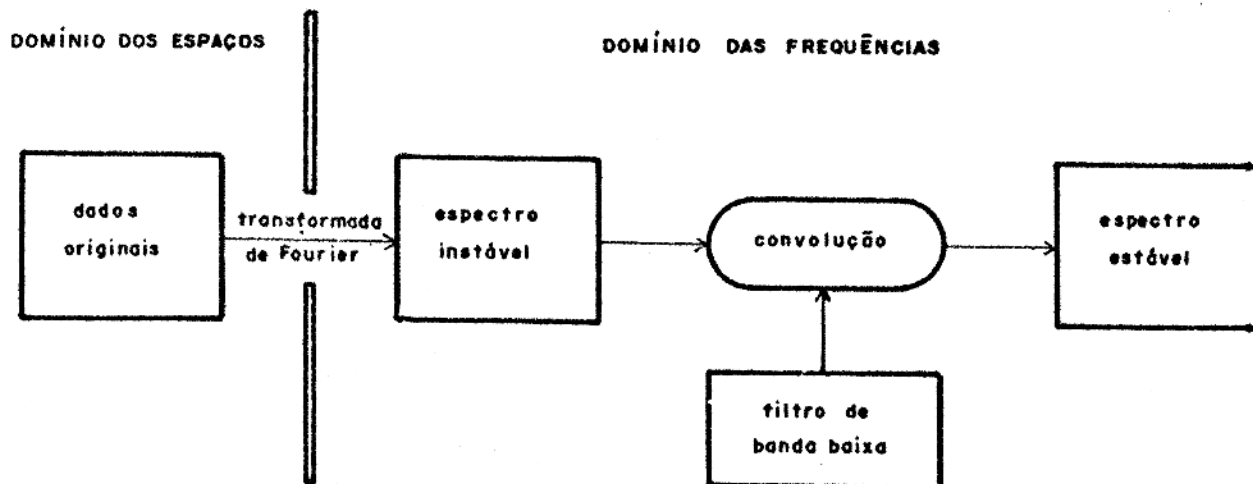 DOMÍNIO DOS ESPAÇOS
DOMÍNIO DAS FREQUÊNCIAS
dados
originais
transformada
de Fourier
espectro
instável
convolução
espectro
estável
filtro de
banda baixa